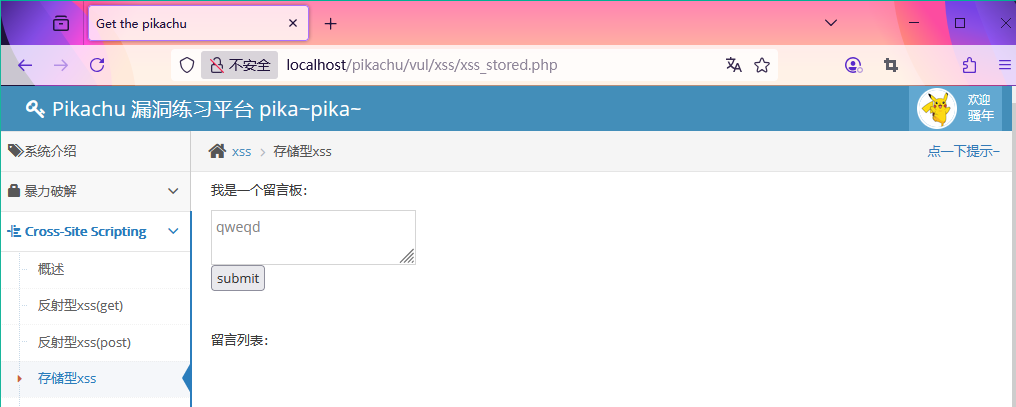 Get the pikachu
不安全 localhost/pikachu/vul/xss/xss_stored.php
Pikachu 漏洞练习平台 pika~pika~
欢迎
骚年
系统介绍
xss > 存储型xss
点一下提示~
暴力破解
Cross-Site Scripting
概述
反射型xss(get)
反射型xss(post)
存储型xss
我是一个留言板：
qweqd
submit
留言列表：